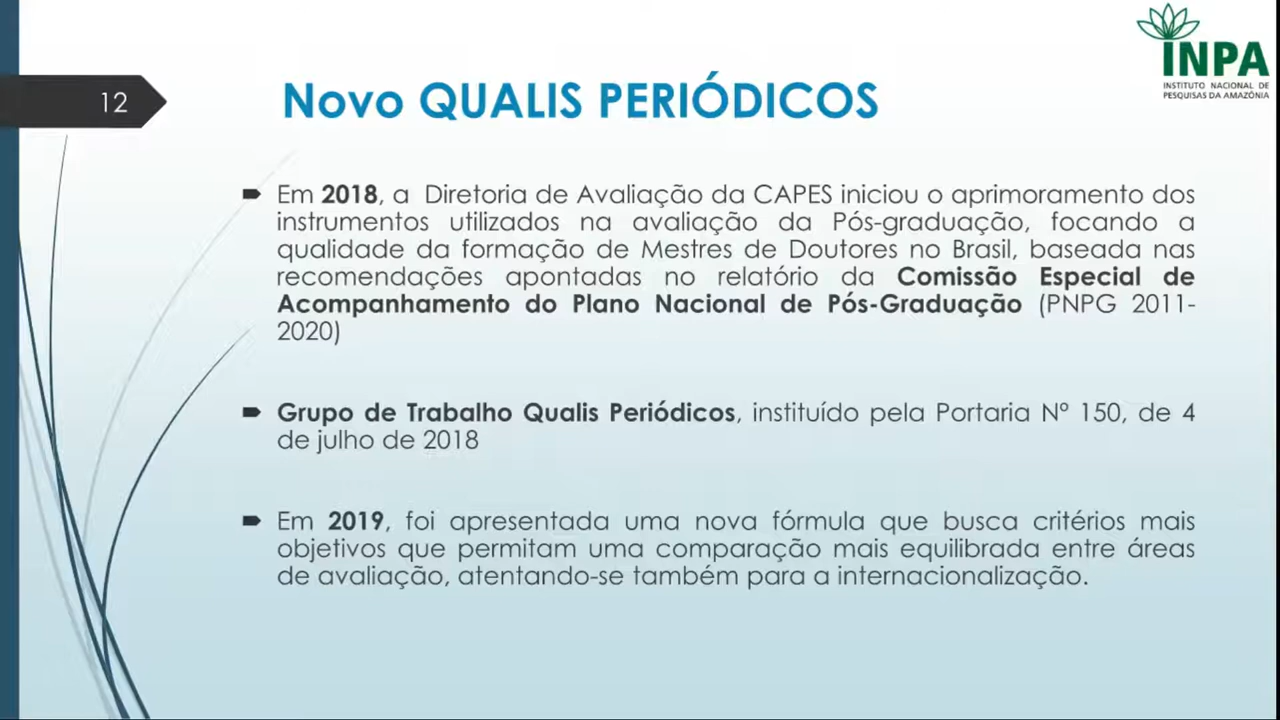 INPA
INSTITUTO NACIONAL DE
PESQUISAS DA AMAZÔNIA
12
Novo QUALIS PERIÓDICOS
Em 2018, a Diretoria de Avaliação da CAPES iniciou o aprimoramento dos
instrumentos utilizados na avaliação da Pós-graduação, focando a
qualidade da formação de Mestres de Doutores no Brasil, baseada nas
recomendações apontadas no relatório da Comissão Especial de
Acompanhamento do Plano Nacional de Pós-Graduação (PNPG 2011-
2020)
Grupo de Trabalho Qualis Periódicos, instituído pela Portaria Nº 150, de 4
de julho de 2018
Em 2019, foi apresentada uma nova fórmula que busca critérios mais
objetivos que permitam uma comparação mais equilibrada entre áreas
de avaliação, atentando-se também para a internacionalização.